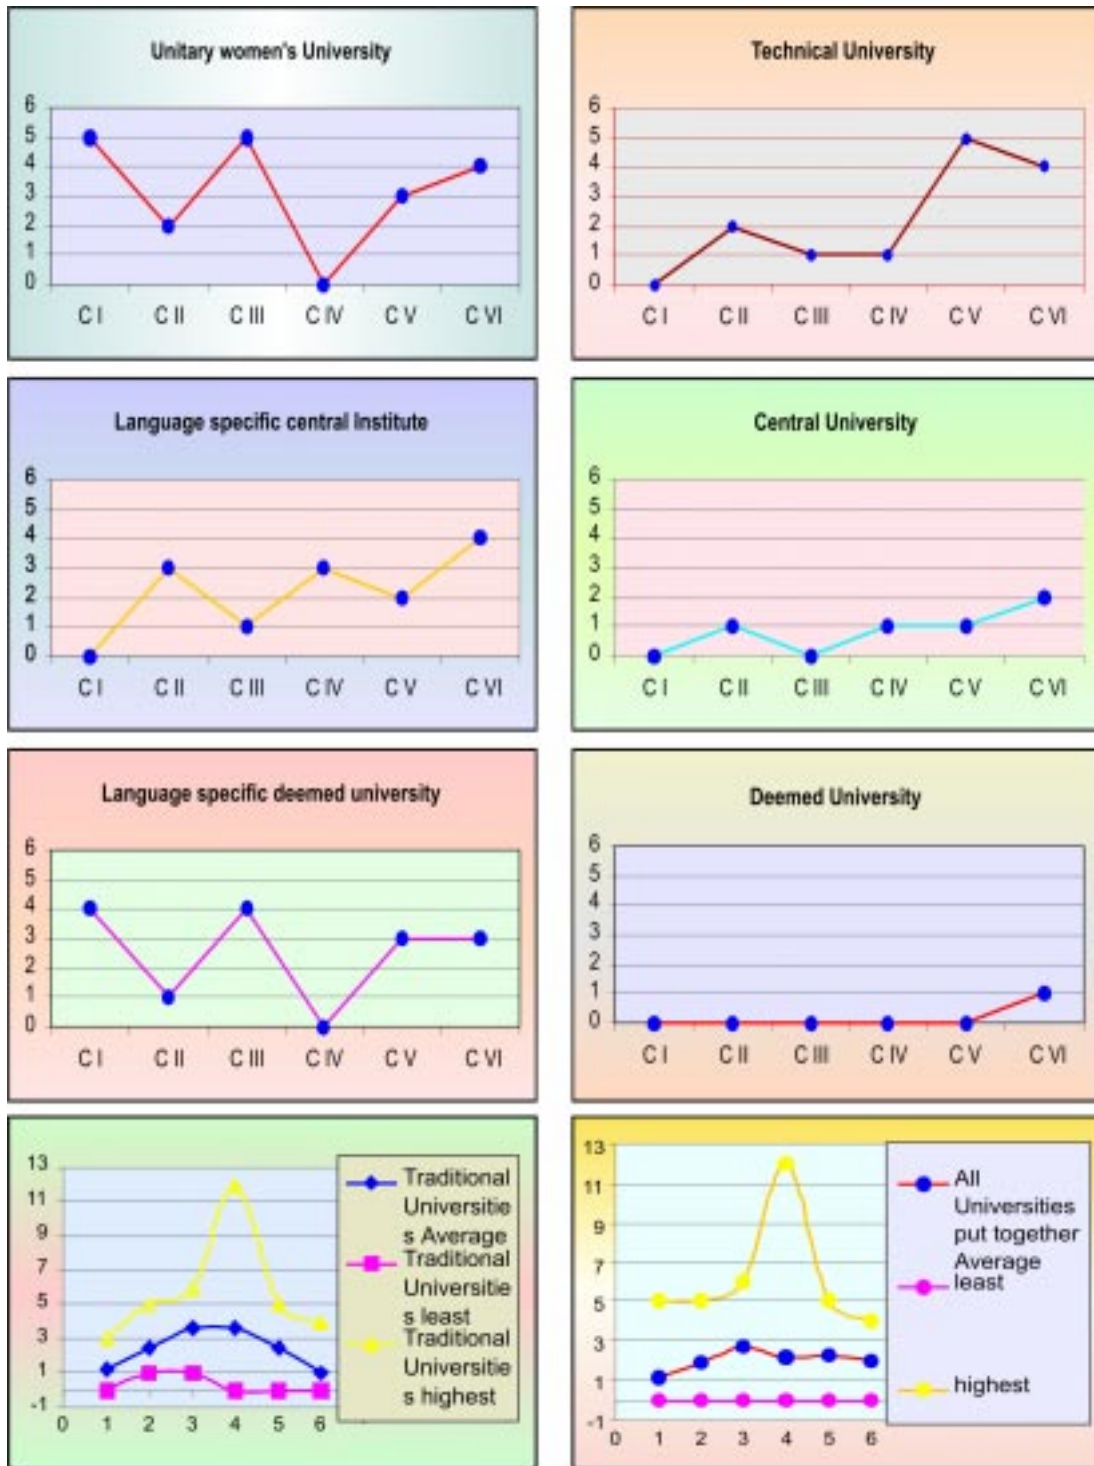 Unitary women's University
6
5
4
3
2
1
0
C I C II C III C IV C V C VI
Technical University
6
5
4
3
2
1
0
C I C II C III C IV C V C VI
Language specific central Institute
6
5
4
3
2
1
0
C I C II C III C IV C V C VI
Central University
6
5
4
3
2
1
0
C I C II C III C IV C V C VI
Language specific deemed university
6
5
4
3
2
1
0
C I C II C III C IV C V C VI
Deemed University
6
5
4
3
2
1
0
C I C II C III C IV C V C VI
13
11
9
7
5
3
1
-1
0 1 2 3 4 5 6
Traditional
Universitie
s Average
Traditional
Universitie
s least
Traditional
Universitie
s highest
13
11
9
7
5
3
1
-1
0 1 2 3 4 5 6
All
Universities
put together
Average
least
highest